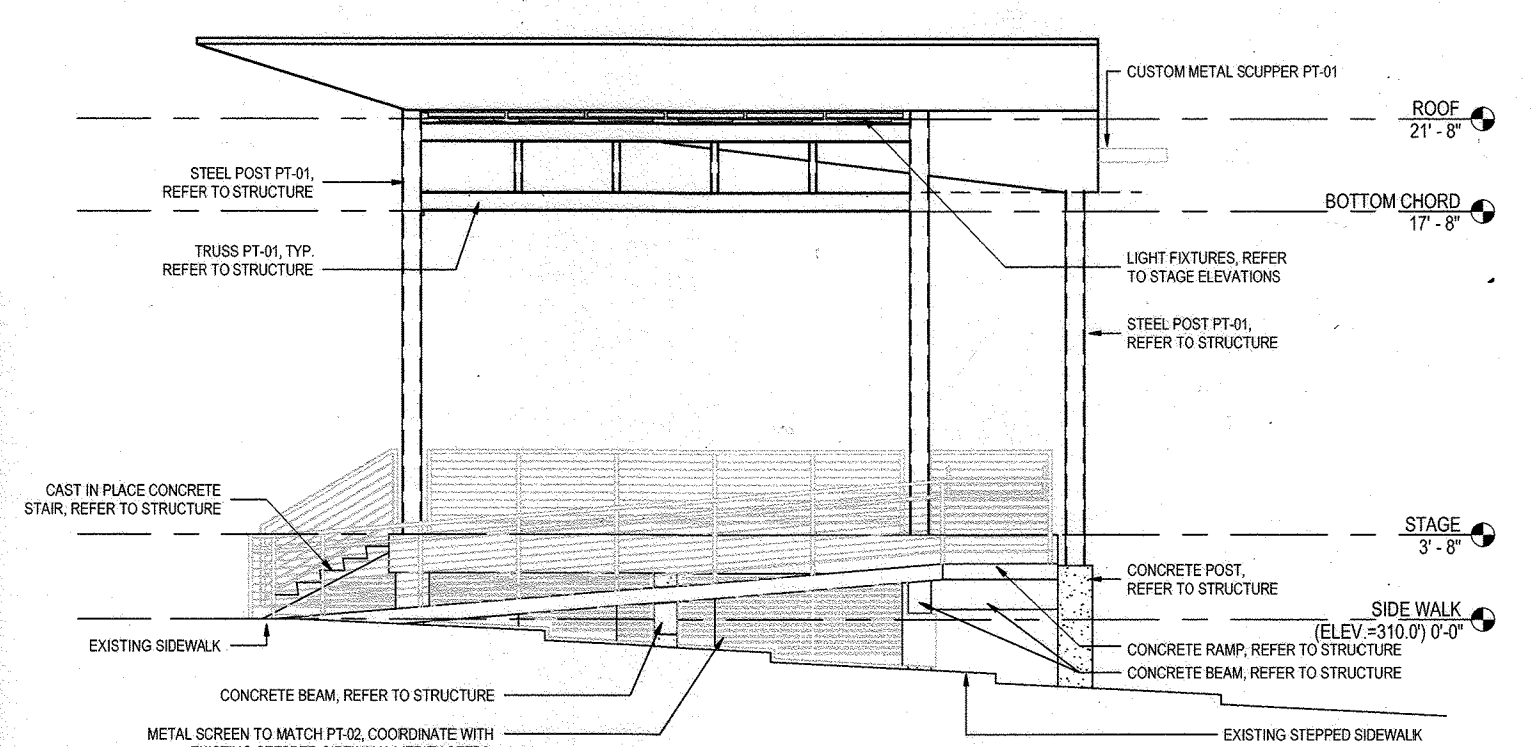 CUSTOM METAL SCUPPER PT-01
ROOF
21' - 8"
STEEL POST PT-01,
REFER TO STRUCTURE
BOTTOM CHORD
17' - 8"
TRUSS PT-01, TYP.
REFER TO STRUCTURE
LIGHT FIXTURES, REFER
TO STAGE ELEVATIONS
STEEL POST PT-01,
REFER TO STRUCTURE
CAST IN PLACE CONCRETE
STAIR, REFER TO STRUCTURE
STAGE
3' - 8"
CONCRETE POST,
REFER TO STRUCTURE
SIDE WALK
(ELEV.=310.0') 0'-0"
EXISTING SIDEWALK
CONCRETE RAMP, REFER TO STRUCTURE
CONCRETE BEAM, REFER TO STRUCTURE
CONCRETE BEAM, REFER TO STRUCTURE
METAL SCREEN TO MATCH PT-02, COORDINATE WITH
EXISTING STEPPED SIDEWALK